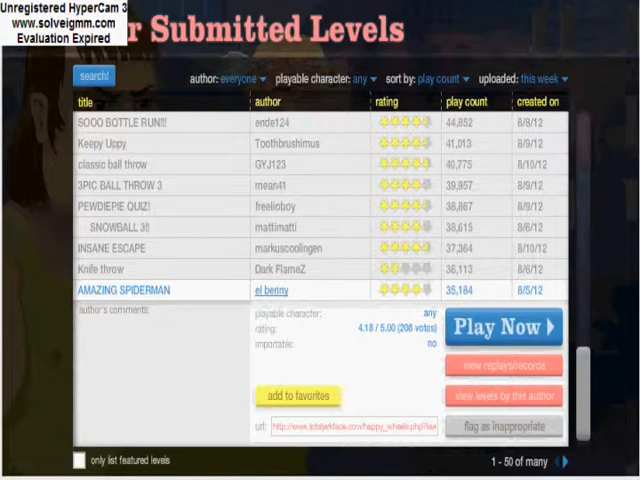 Unregistered HyperCam 3
www.solveigmm.com
Evaluation Expired
r Submitted Levels
search!
author: everyone playable character: any sort by: play count uploaded: this week
title author rating play count created on
SOOO BOTTLE RUN!!! ende124 44,852 8/8/12
Keepy Uppy Toothbrushimus 41,013 8/9/12
classic ball throw GYJ123 40,775 8/10/12
3PIC BALL THROW 3 mean41 39,957 8/9/12
PEWDIEPIE QUIZ! freelioboy 38,867 8/9/12
SNOWBALL 3!! mattimatti 38,615 8/6/12
INSANE ESCAPE markuscoolingen 37,364 8/10/12
Knife throw Dark FlameZ 36,113 8/6/12
AMAZING SPIDERMAN el benny 35,184 8/5/12
author's comments:
playable character: any
rating: 4.18 / 5.00 (208 votes)
importable: no
Play Now
view replays/records
add to favorites
view levels by this author
url: http://www.totaljerkface.com/happy_wheels.php?lev
flag as inappropriate
only list featured levels
1 - 50 of many